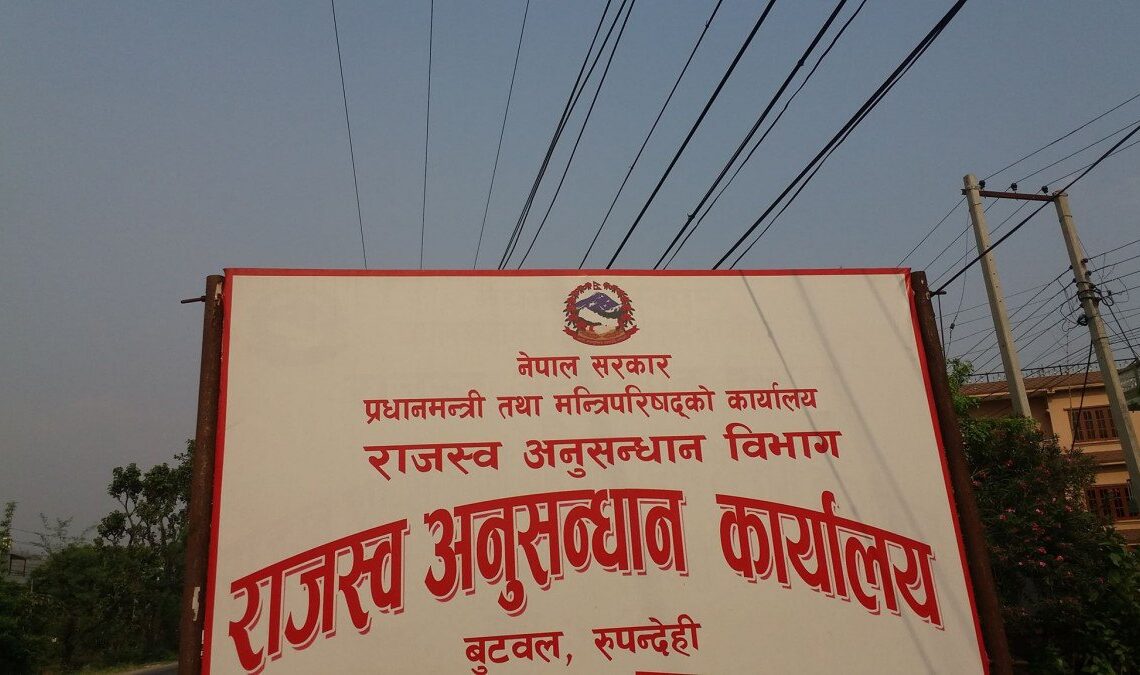 नेपाल सरकार
प्रधानमन्त्री तथा मन्त्रिपरिषद्को कार्यालय
राजस्व अनुसन्धान विभाग
राजस्व अनुसन्धान कार्यालय
बुटवल, रुपन्देही